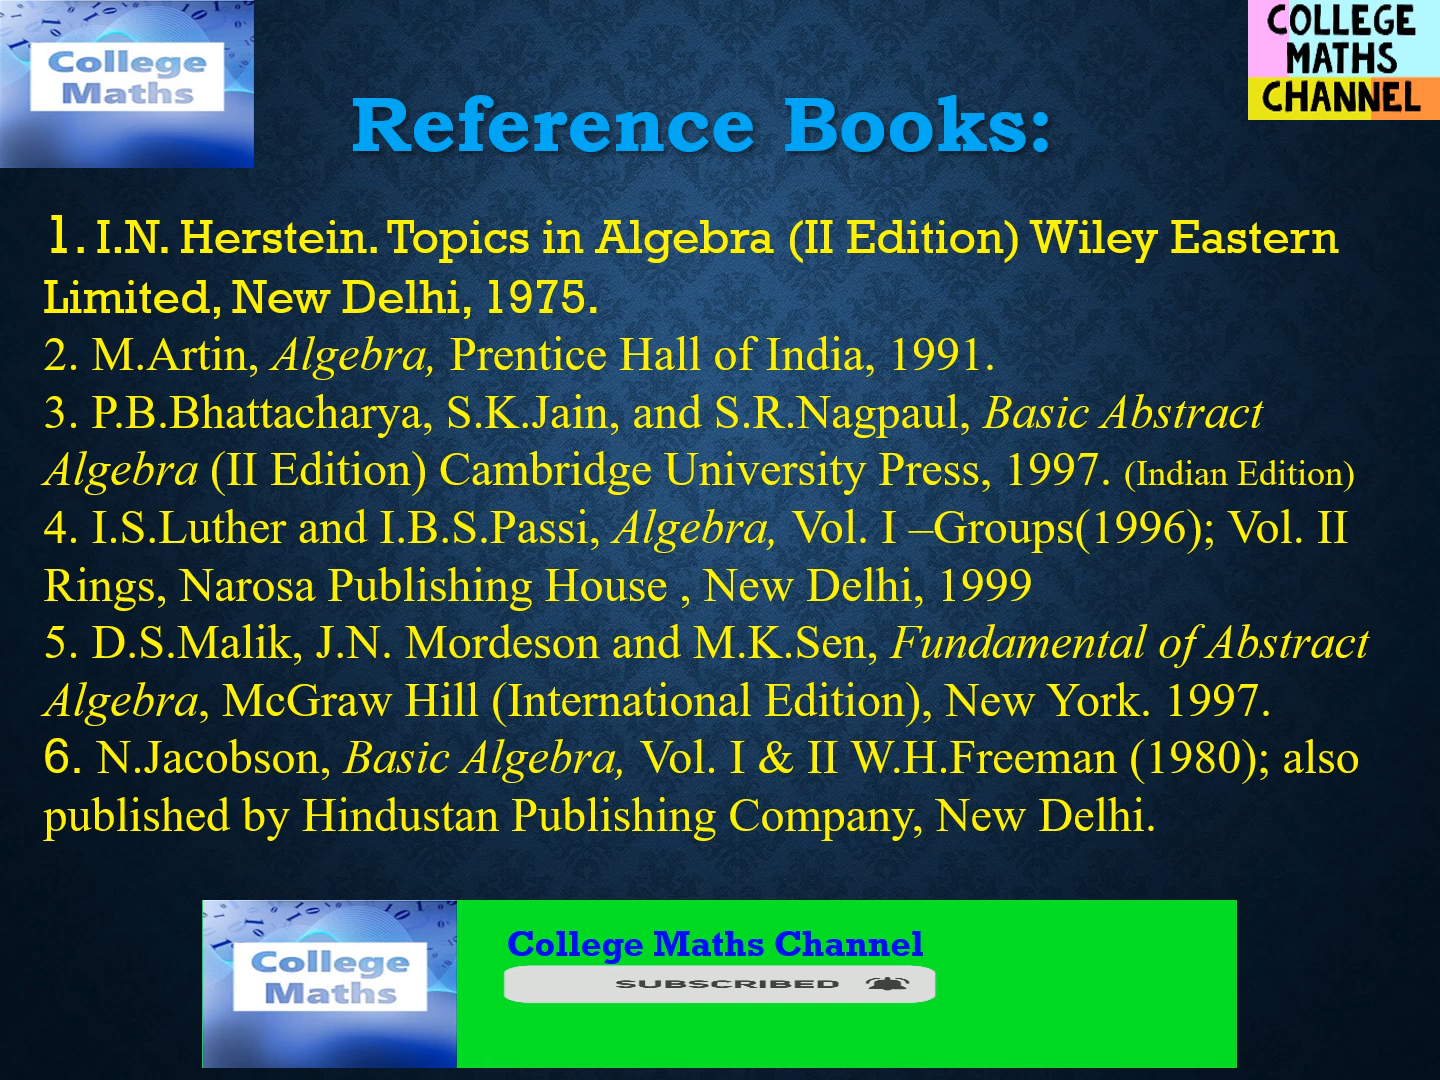 College
Maths
COLLEGE
MATHS
CHANNEL
Reference Books:
1. I.N. Herstein. Topics in Algebra (II Edition) Wiley Eastern
Limited, New Delhi, 1975.
2. M.Artin, Algebra, Prentice Hall of India, 1991.
3. P.B.Bhattacharya, S.K.Jain, and S.R.Nagpaul, Basic Abstract
Algebra (II Edition) Cambridge University Press, 1997. (Indian Edition)
4. I.S.Luther and I.B.S.Passi, Algebra, Vol. I –Groups(1996); Vol. II
Rings, Narosa Publishing House , New Delhi, 1999
5. D.S.Malik, J.N. Mordeson and M.K.Sen, Fundamental of Abstract
Algebra, McGraw Hill (International Edition), New York. 1997.
6. N.Jacobson, Basic Algebra, Vol. I & II W.H.Freeman (1980); also
published by Hindustan Publishing Company, New Delhi.
College
Maths
College Maths Channel
SUBSCRIBED